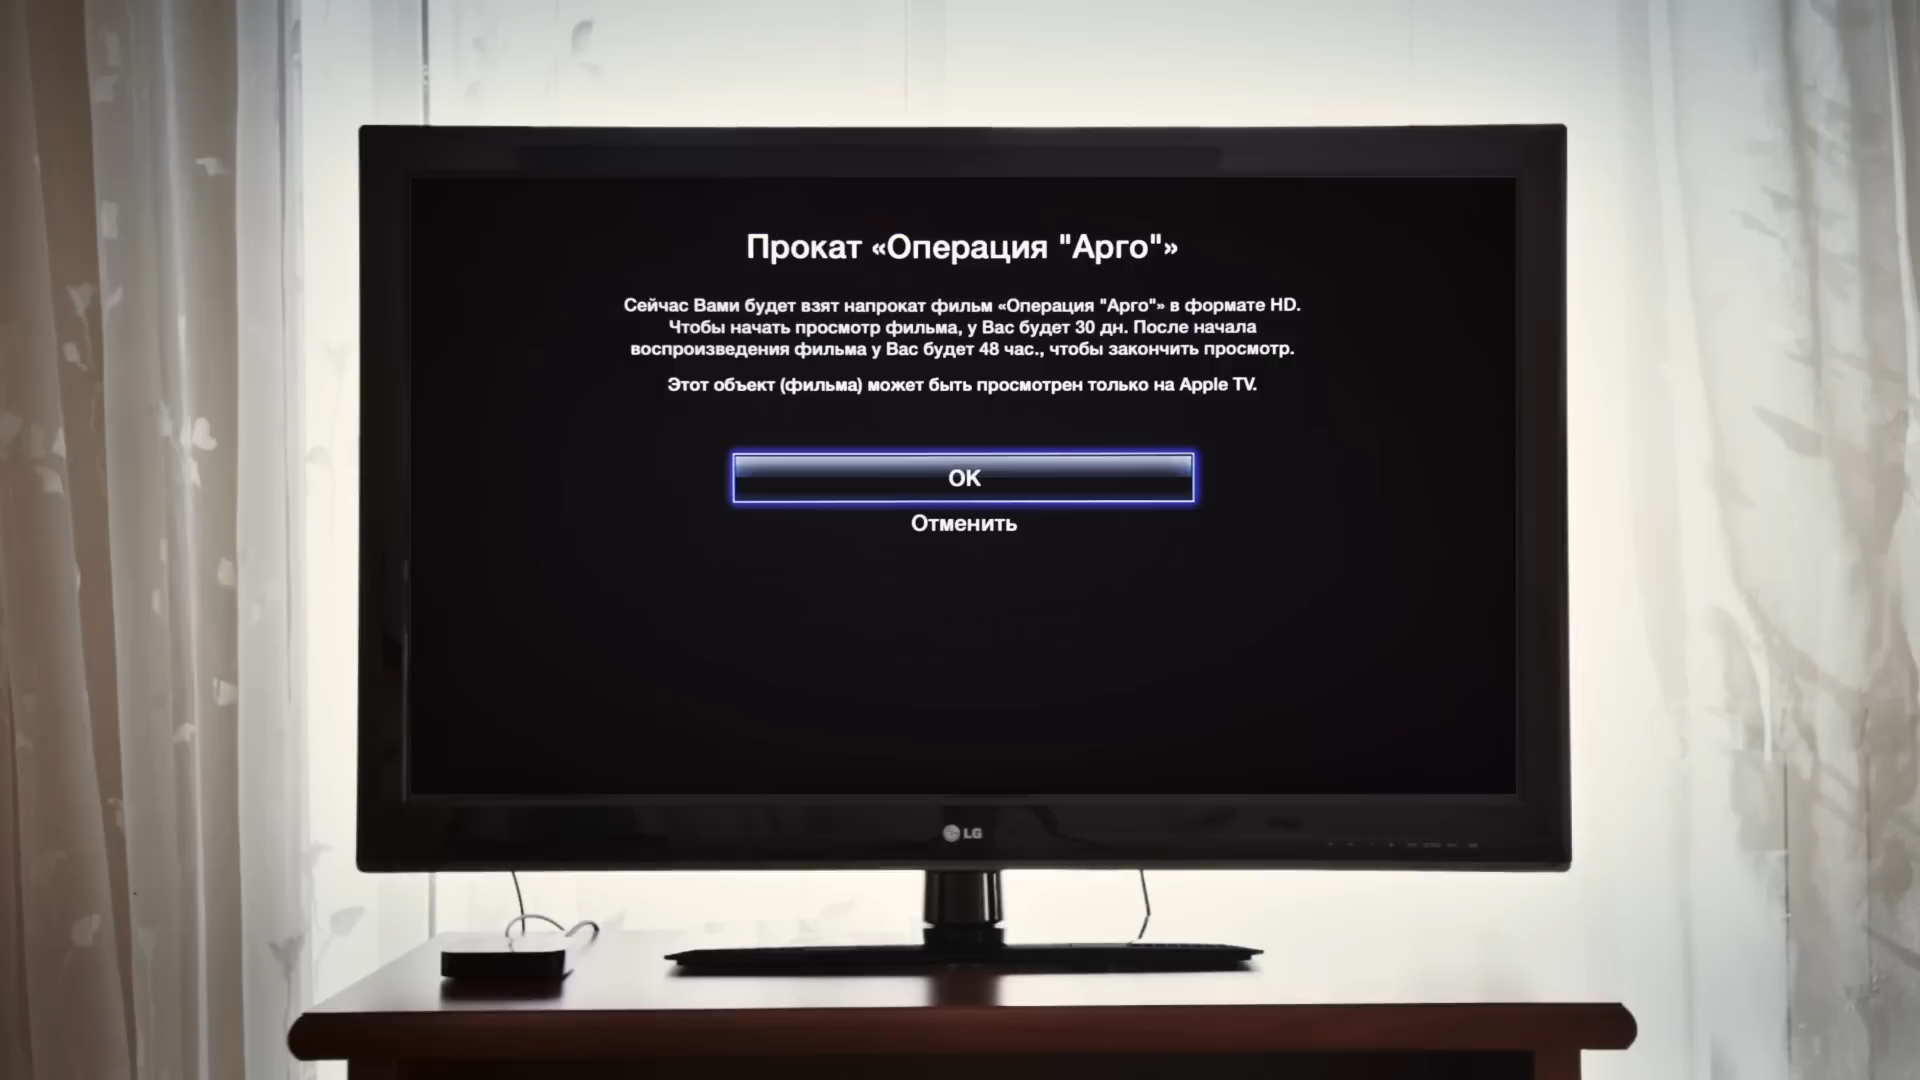 Прокат «Операция "Арго"»
Сейчас Вами будет взят напрокат фильм «Операция "Арго"» в формате HD.
Чтобы начать просмотр фильма, у Вас будет 30 дн. После начала
воспроизведения фильма у Вас будет 48 час., чтобы закончить просмотр.
Этот объект (фильма) может быть просмотрен только на Apple TV.
ОК
Отменить
LG